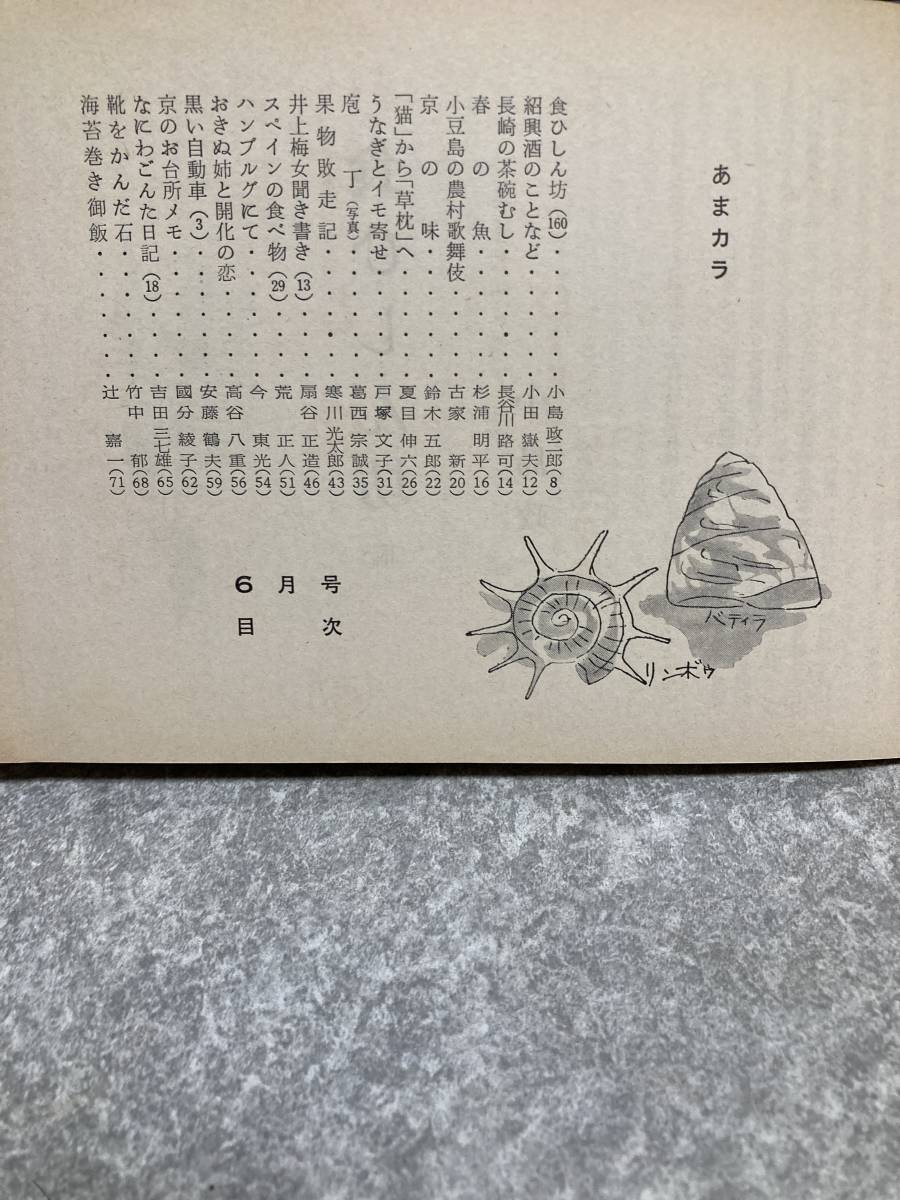 あまカラ
食ひしん坊(160)・・・・・・小島政二郎(8)
紹興酒のことなど・・・・・・小田嶽夫(12)
長崎の茶碗むし・・・・・・長谷川路可(14)
春の魚・・・・・・杉浦明平(16)
小豆島の農村歌舞伎・・・・・・古家新(20)
京の味・・・・・・鈴木五郎(22)
「猫」から「草枕」へ・・・・・・夏目伸六(26)
うなぎとイモ寄せ・・・・・・戸塚文子(31)
庖丁(写真)・・・・・・葛西宗誠(35)
果物敗走記・・・・・・寒川光太郎(43)
井上梅女聞き書き(13)・・・・・・扇谷正造(46)
スペインの食べ物(29)・・・・・・荒正人(51)
ハンブルグにて・・・・・・今東光(54)
おきぬ姉と開化の恋・・・・・・高谷八重(56)
黒い自動車(3)・・・・・・安藤鶴夫(59)
京のお台所メモ・・・・・・國分綾子(62)
なにわごんた日記(18)・・・・・・吉田三七雄(65)
靴をかんだ石・・・・・・竹中郁(68)
海苔巻き御飯・・・・・・辻嘉一(71)
6月号
目次
バティラ
リンボウ